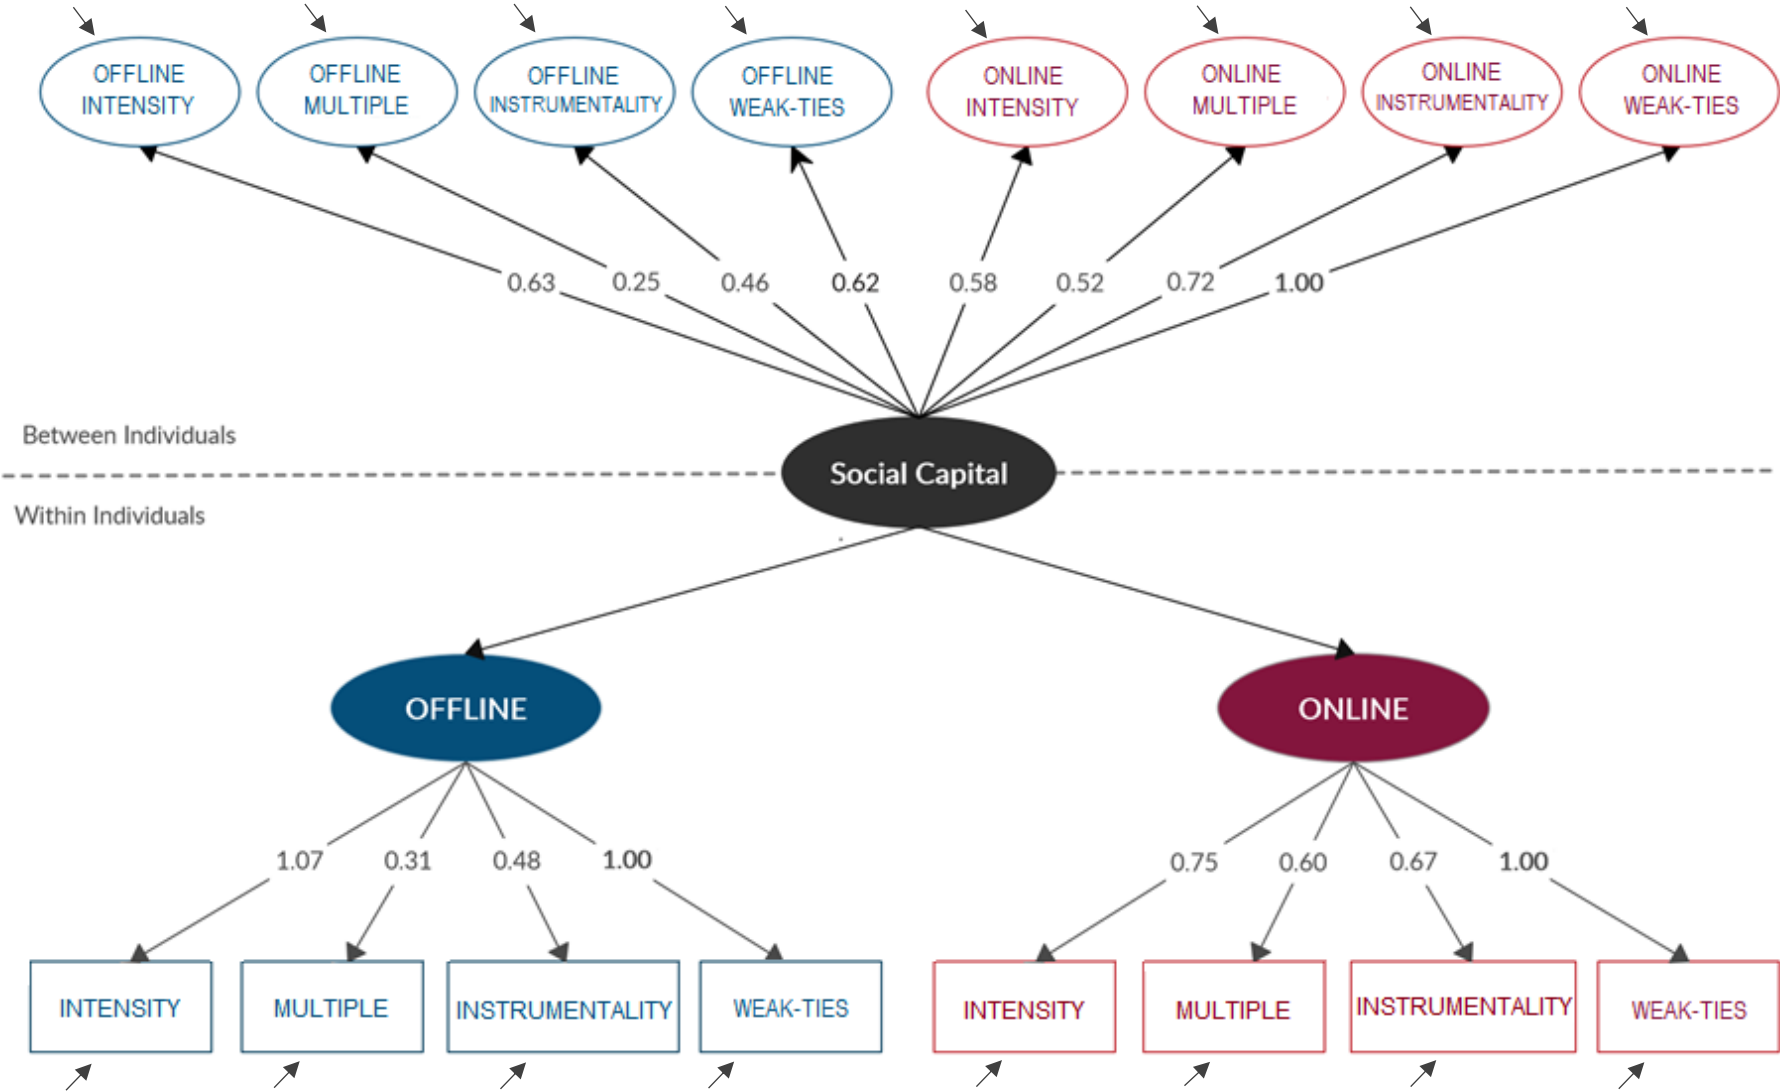 OFFLINE
INTENSITY
OFFLINE
MULTIPLE
OFFLINE
INSTRUMENTALITY
OFFLINE
WEAK-TIES
ONLINE
INTENSITY
ONLINE
MULTIPLE
ONLINE
INSTRUMENTALITY
ONLINE
WEAK-TIES
0.63
0.25
0.46
0.62
0.58
0.52
0.72
1.00
Between Individuals
Social Capital
Within Individuals
OFFLINE
ONLINE
1.07
0.31
0.48
1.00
0.75
0.60
0.67
1.00
INTENSITY
MULTIPLE
INSTRUMENTALITY
WEAK-TIES
INTENSITY
MULTIPLE
INSTRUMENTALITY
WEAK-TIES